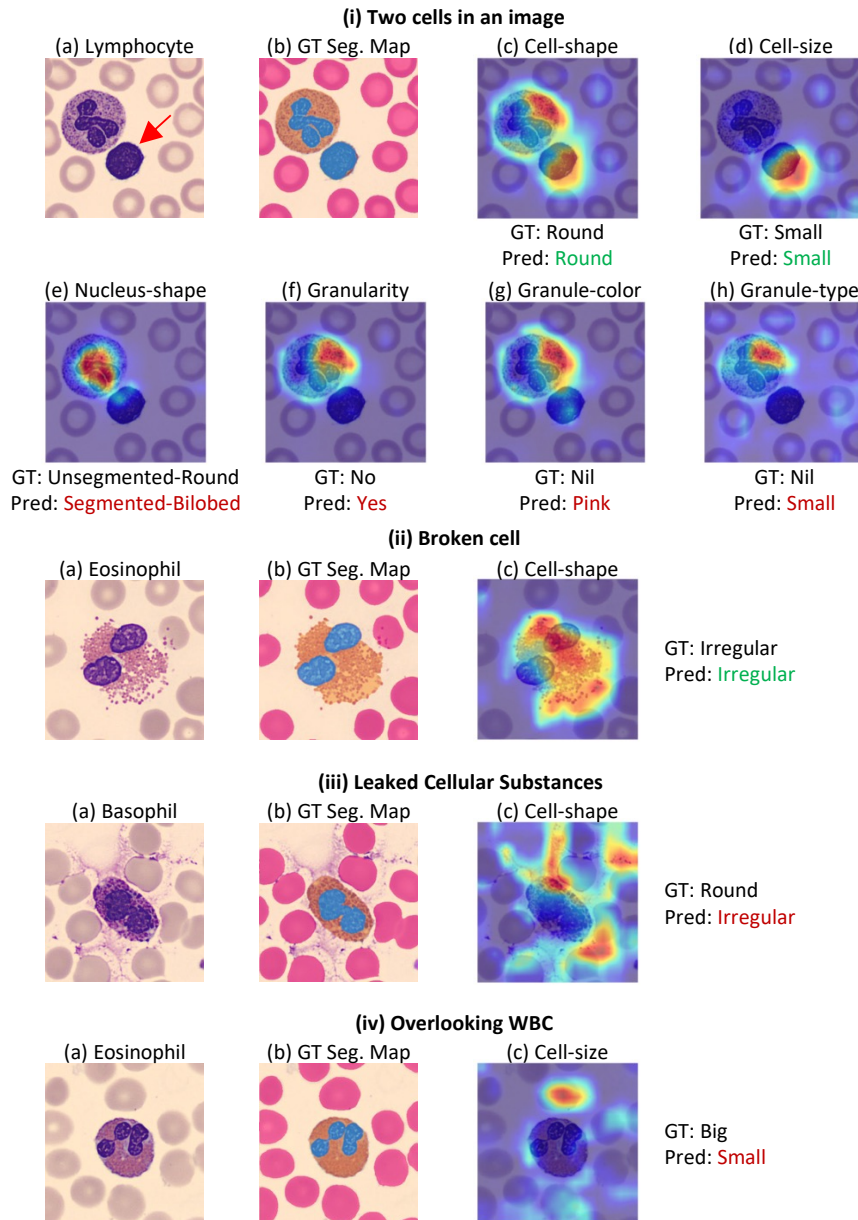 (i) Two cells in an image
(a) Lymphocyte (b) GT Seg. Map (c) Cell-shape (d) Cell-size
GT: Round GT: Small
Pred: Round Pred: Small
(e) Nucleus-shape (f) Granularity (g) Granule-color (h) Granule-type
GT: Unsegmented-Round GT: No GT: Nil GT: Nil
Pred: Segmented-Bilobed Pred: Yes Pred: Pink Pred: Small
(ii) Broken cell
(a) Eosinophil (b) GT Seg. Map (c) Cell-shape
GT: Irregular
Pred: Irregular
(iii) Leaked Cellular Substances
(a) Basophil (b) GT Seg. Map (c) Cell-shape
GT: Round
Pred: Irregular
(iv) Overlooking WBC
(a) Eosinophil (b) GT Seg. Map (c) Cell-size
GT: Big
Pred: Small